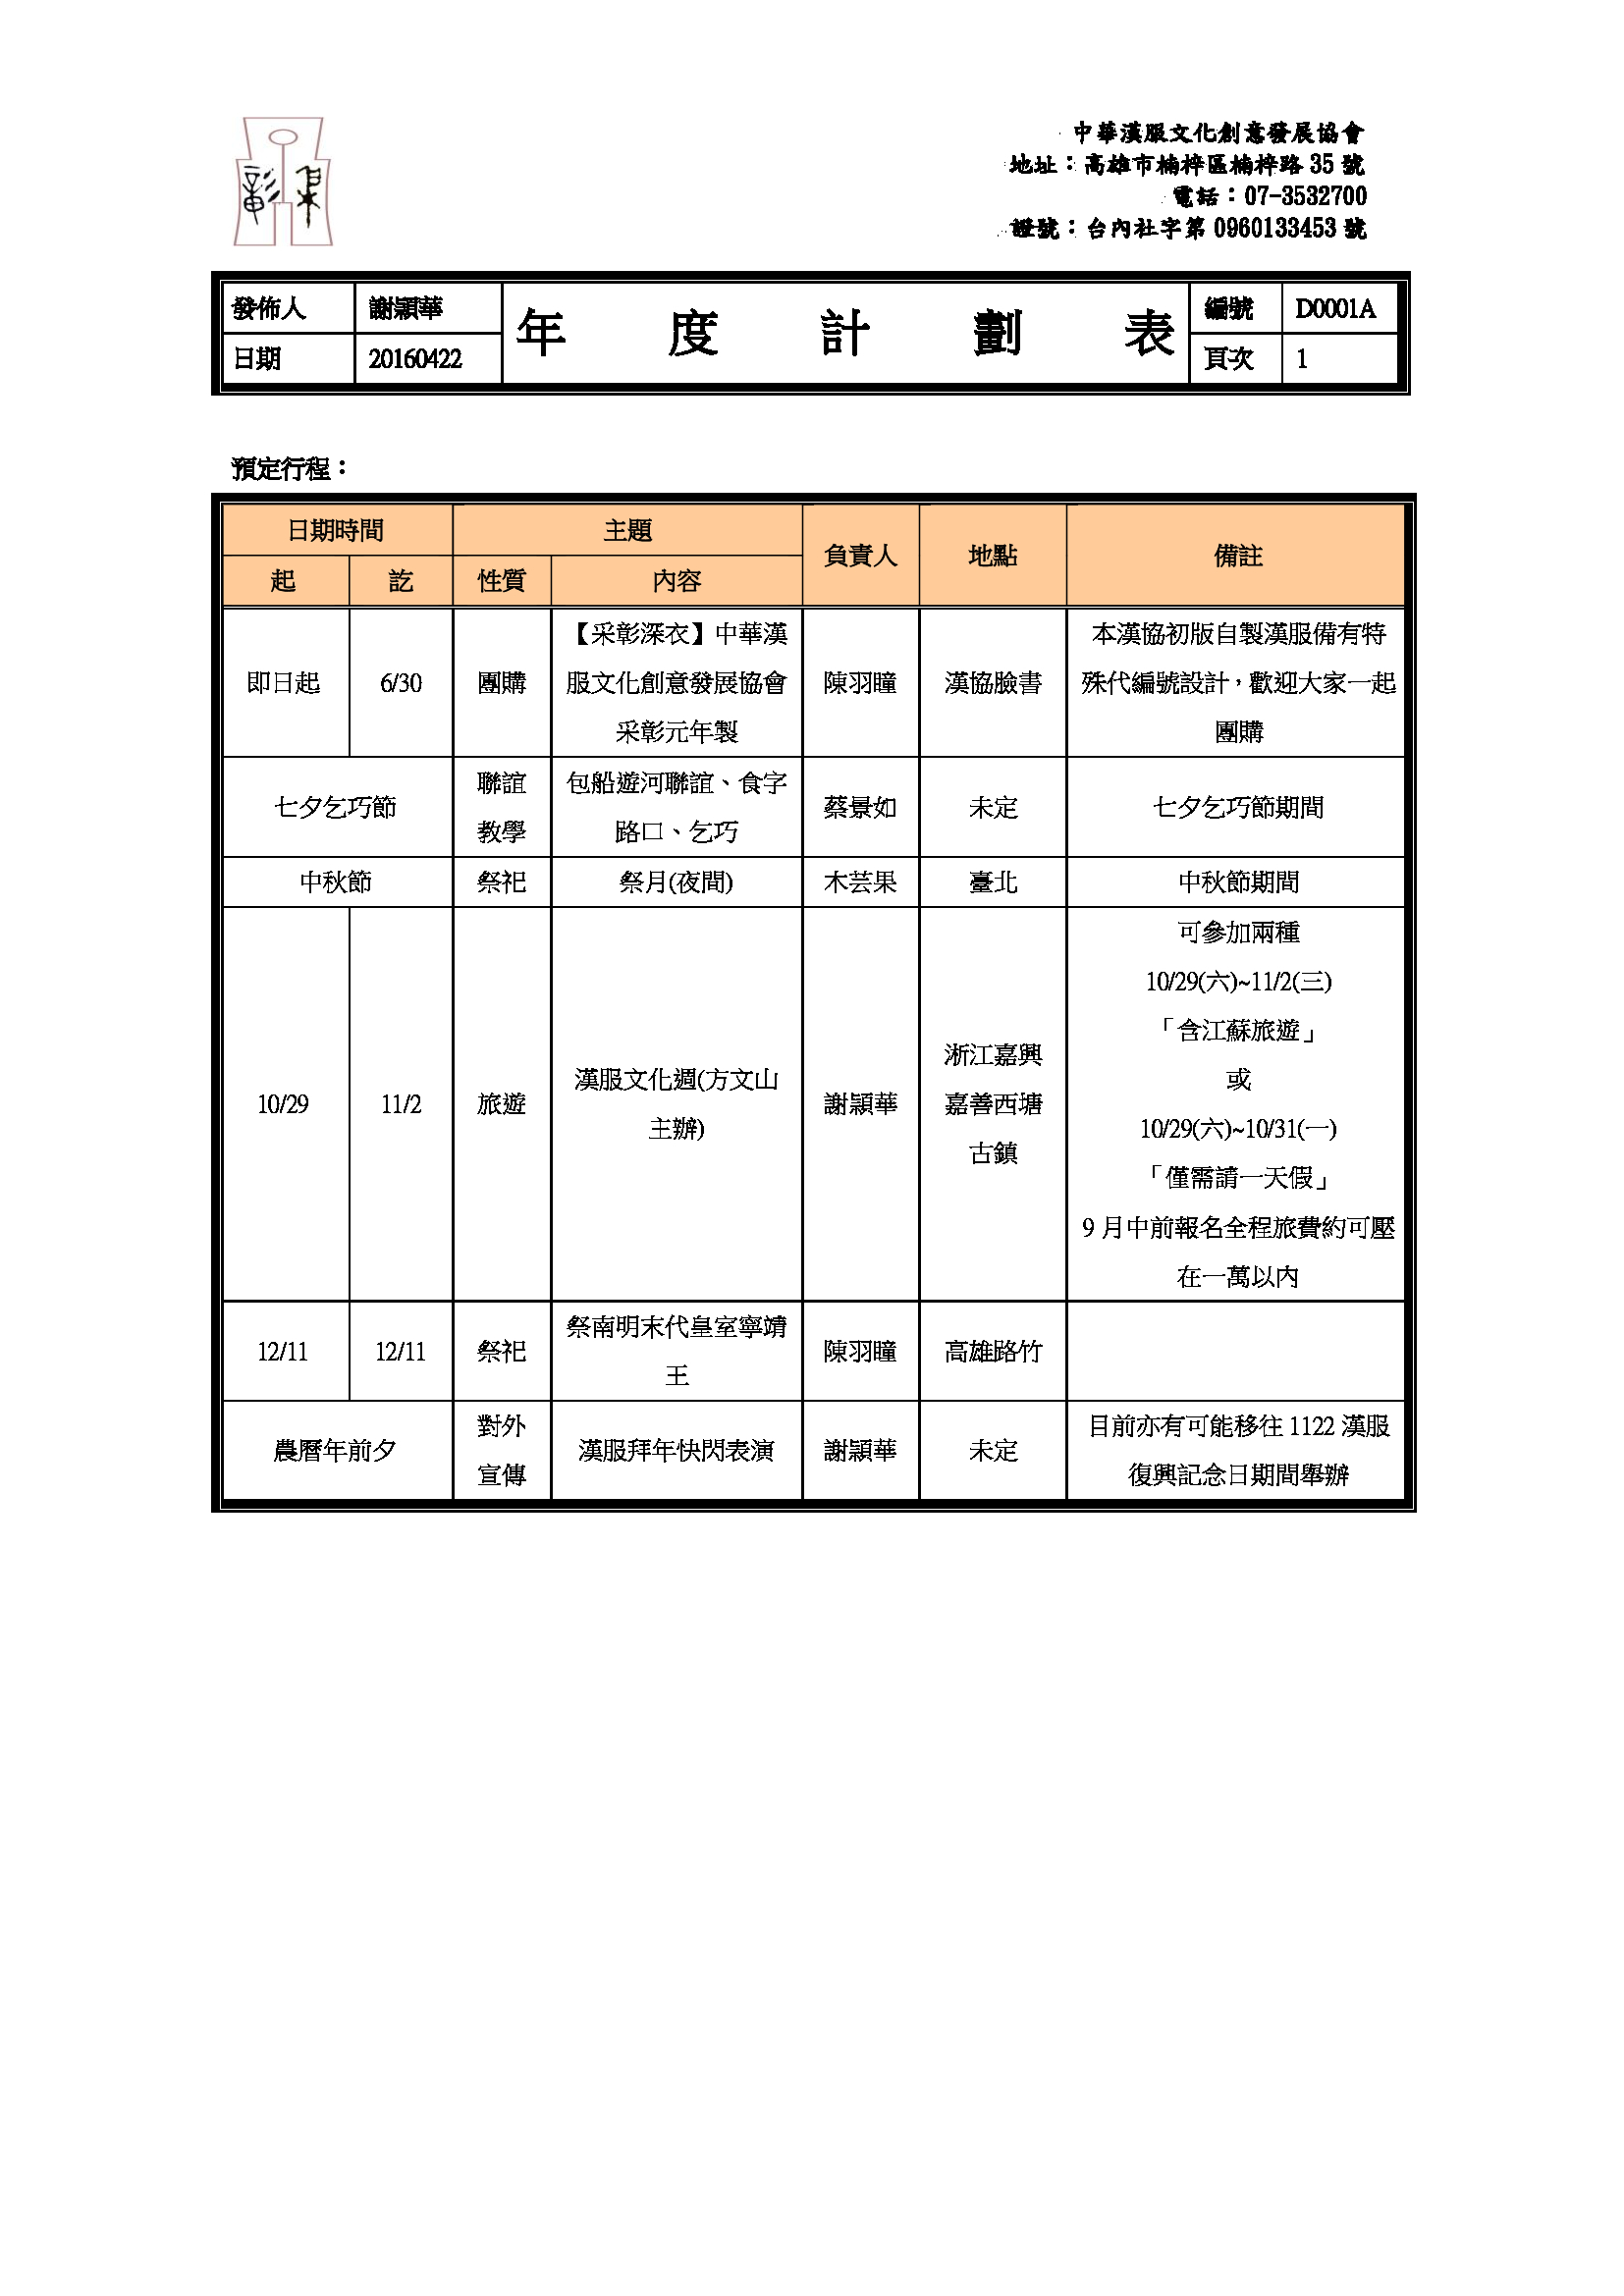 中華漢服文化創意發展協會
地址：高雄市楠梓區楠梓路 35 號
電話：07-3532700
證號：台內社字第 0960133453 號
發佈人 謝穎華 年度計劃表 編號 D0001A
日期 20160422 頁次 1
預定行程：
日期時間 主題 負責人 地點 備註
起 訖 性質 內容
即日起 6/30 團購
【采彰深衣】中華漢
服文化創意發展協會
采彰元年製
陳羽瞳 漢協臉書
本漢協初版自製漢服備有特
殊代編號設計，歡迎大家一起
團購
七夕乞巧節
聯誼
教學
包船遊河聯誼、食字
路口、乞巧
蔡景如 未定 七夕乞巧節期間
中秋節 祭祀 祭月(夜間) 木芸果 臺北 中秋節期間
10/29 11/2 旅遊
漢服文化週(方文山
主辦)
謝穎華
浙江嘉興
嘉善西塘
古鎮
可參加兩種
10/29(六)~11/2(三)
「含江蘇旅遊」
或
10/29(六)~10/31(一)
「僅需請一天假」
9 月中前報名全程旅費約可壓
在一萬以內
12/11 12/11 祭祀
祭南明末代皇室寧靖
王
陳羽瞳 高雄路竹
農曆年前夕
對外
宣傳
漢服拜年快閃表演 謝穎華 未定
目前亦有可能移往 1122 漢服
復興記念日期間舉辦